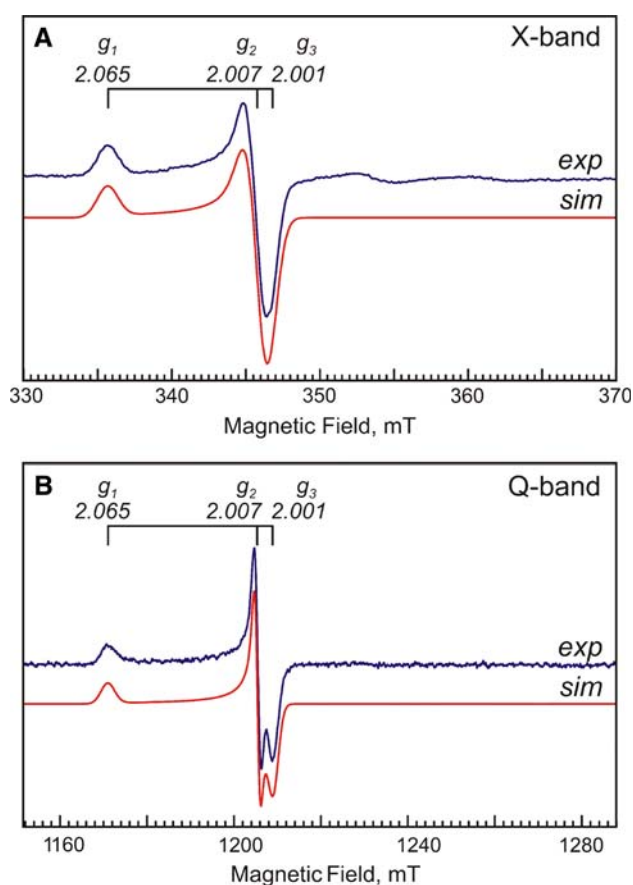 A
X-band
g1 g2 g3
2.065 2.007 2.001
exp
sim
330 340 350 360 370
Magnetic Field, mT
B
Q-band
g1 g2 g3
2.065 2.007 2.001
exp
sim
1160 1200 1240 1280
Magnetic Field, mT